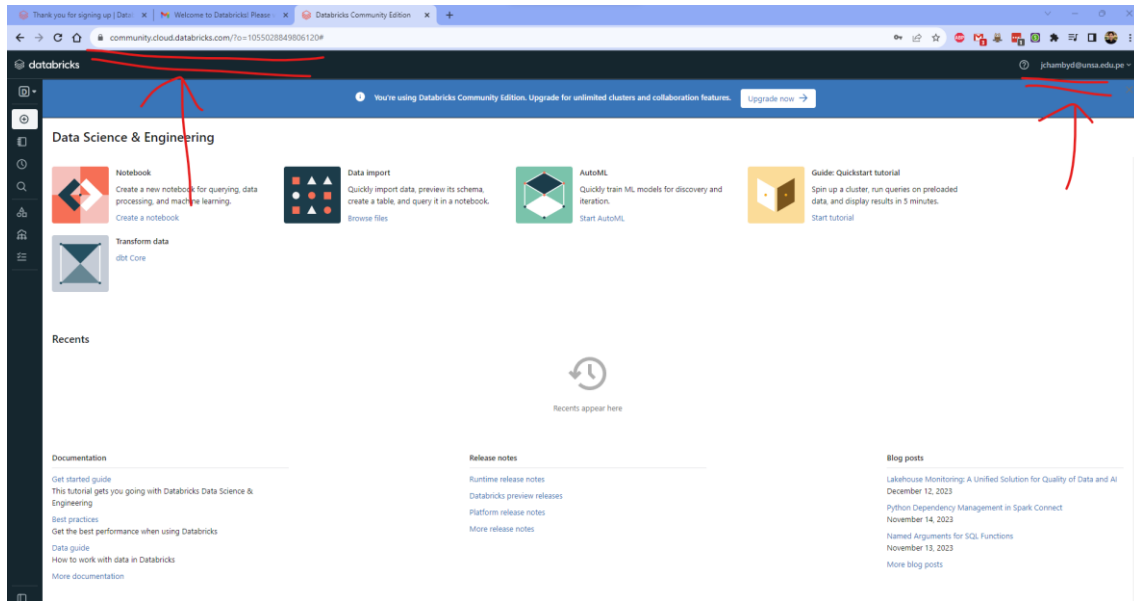 Thank you for signing up | Datab
Welcome to Databricks! Please
Databricks Community Edition
community.cloud.databricks.com/?o=1055028849806120#
databricks
jchambyd@unsa.edu.pe
D
You're using Databricks Community Edition. Upgrade for unlimited clusters and collaboration features.
Upgrade now →
Data Science & Engineering
Notebook
Create a new notebook for querying, data
processing, and machine learning.
Create a notebook
Data import
Quickly import data, preview its schema,
create a table, and query it in a notebook.
Browse files
AutoML
Quickly train ML models for discovery and
iteration.
Start AutoML
Guide: Quickstart tutorial
Spin up a cluster, run queries on preloaded
data, and display results in 5 minutes.
Start tutorial
Transform data
dbt Core
Recents
Recents appear here
Documentation
Get started guide
This tutorial gets you going with Databricks Data Science &
Engineering
Best practices
Get the best performance when using Databricks
Data guide
How to work with data in Databricks
More documentation
Release notes
Runtime release notes
Databricks preview releases
Platform release notes
More release notes
Blog posts
Lakehouse Monitoring: A Unified Solution for Quality of Data and AI
December 12, 2023
Python Dependency Management in Spark Connect
November 14, 2023
Named Arguments for SQL Functions
November 13, 2023
More blog posts